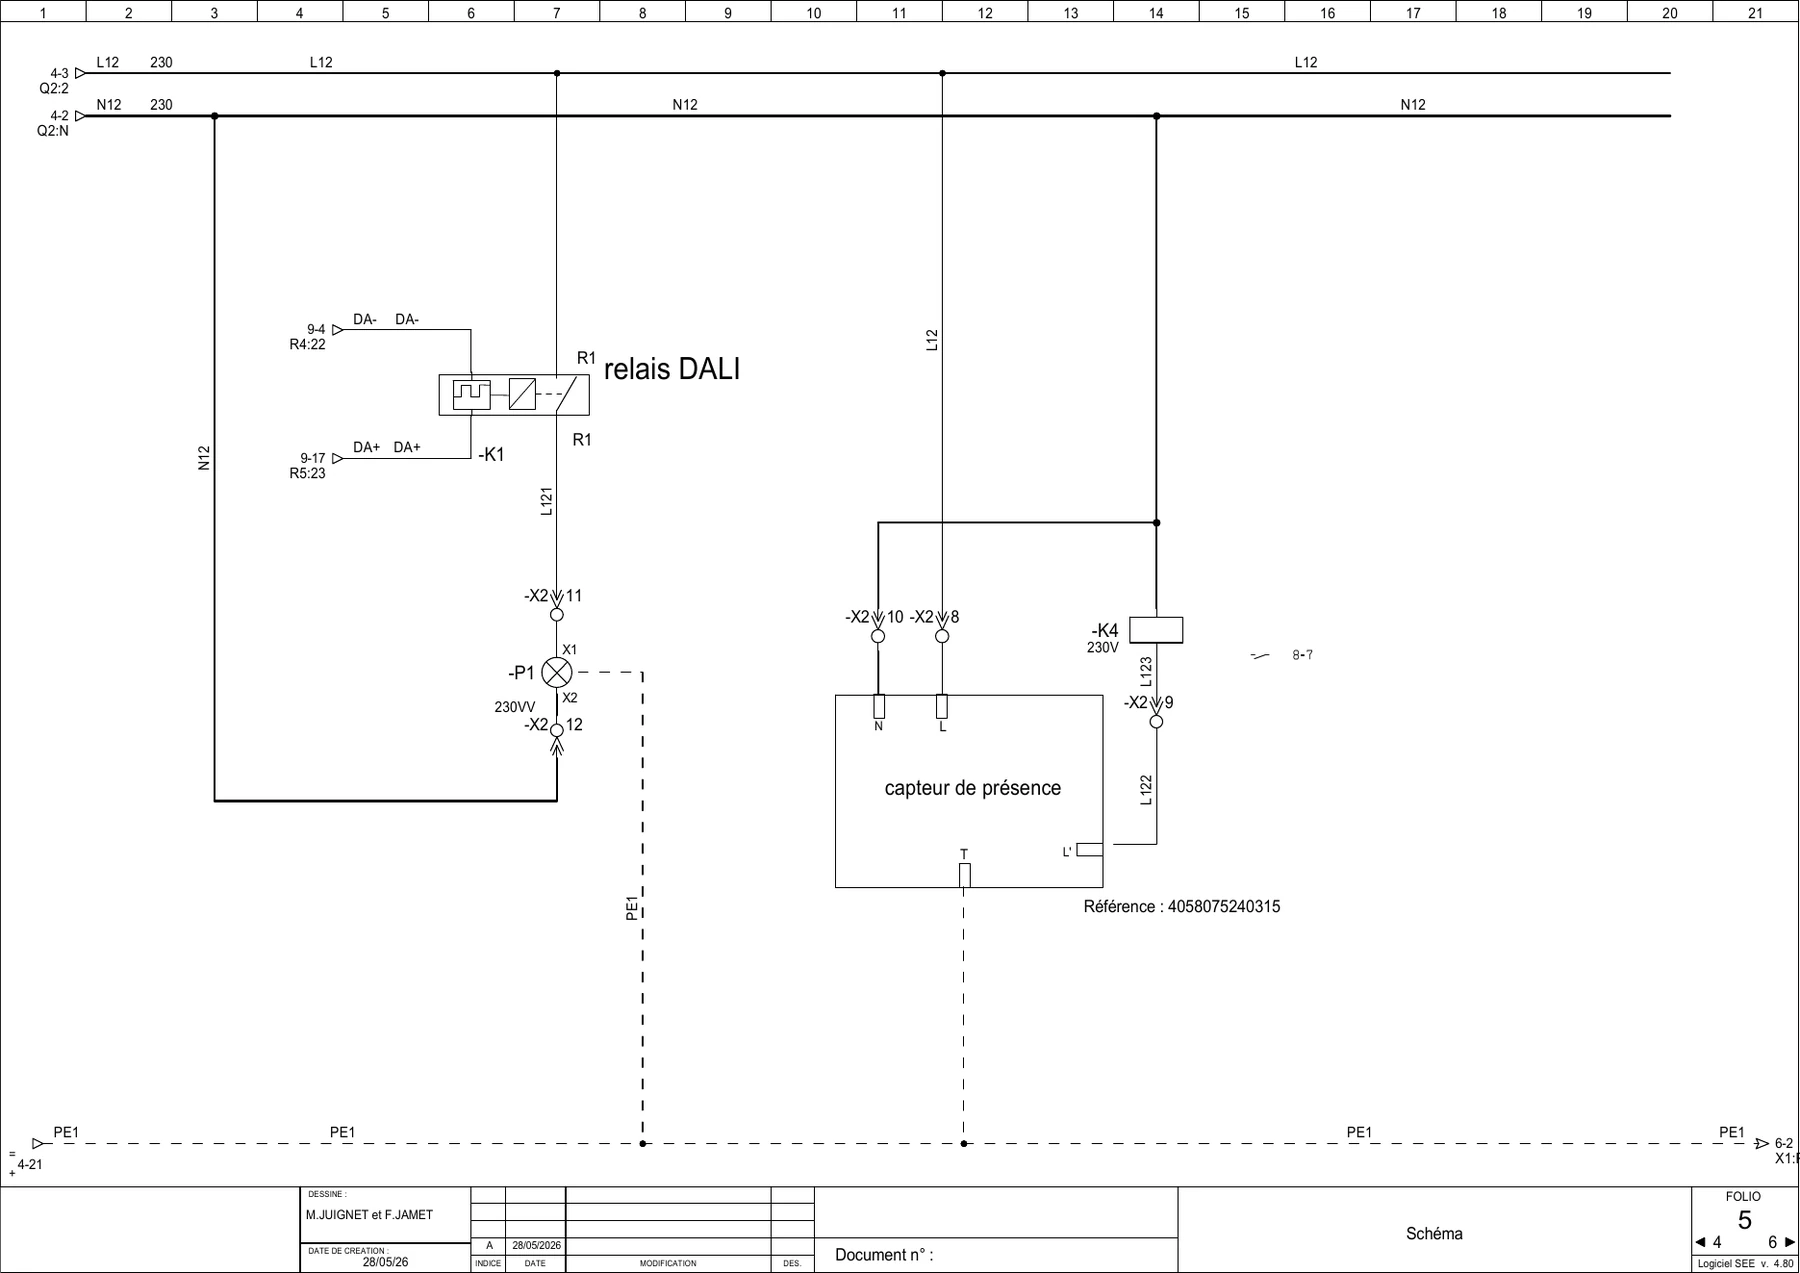 1 2 3 4 5 6 7 8 9 10 11 12 13 14 15 16 17 18 19 20 21
4-3 L12 230 L12 L12
Q2:2
4-2 N12 230 N12 N12
Q2:N
9-4 DA- DA-
R4:22
L12
R1
relais DALI
9-17 DA+ DA+
R5:23
-K1
R1
N12
L121
-X2 11
-X2 10 -X2 8
-K4
230V
L123
8-7
X1
-P1
X2
230VV
-X2 12
-X2 9
N L
capteur de présence
L122
T
L'
PE1
Référence : 4058075240315
PE1 PE1 PE1 PE1 6-2
=
+ 4-21
X1:
DESSINE :
M.JUIGNET et F.JAMET
DATE DE CREATION :
28/05/26
A 28/05/2026
INDICE DATE MODIFICATION DES.
Document n° :
Schéma
FOLIO
5
4 6
Logiciel SEE v. 4.80